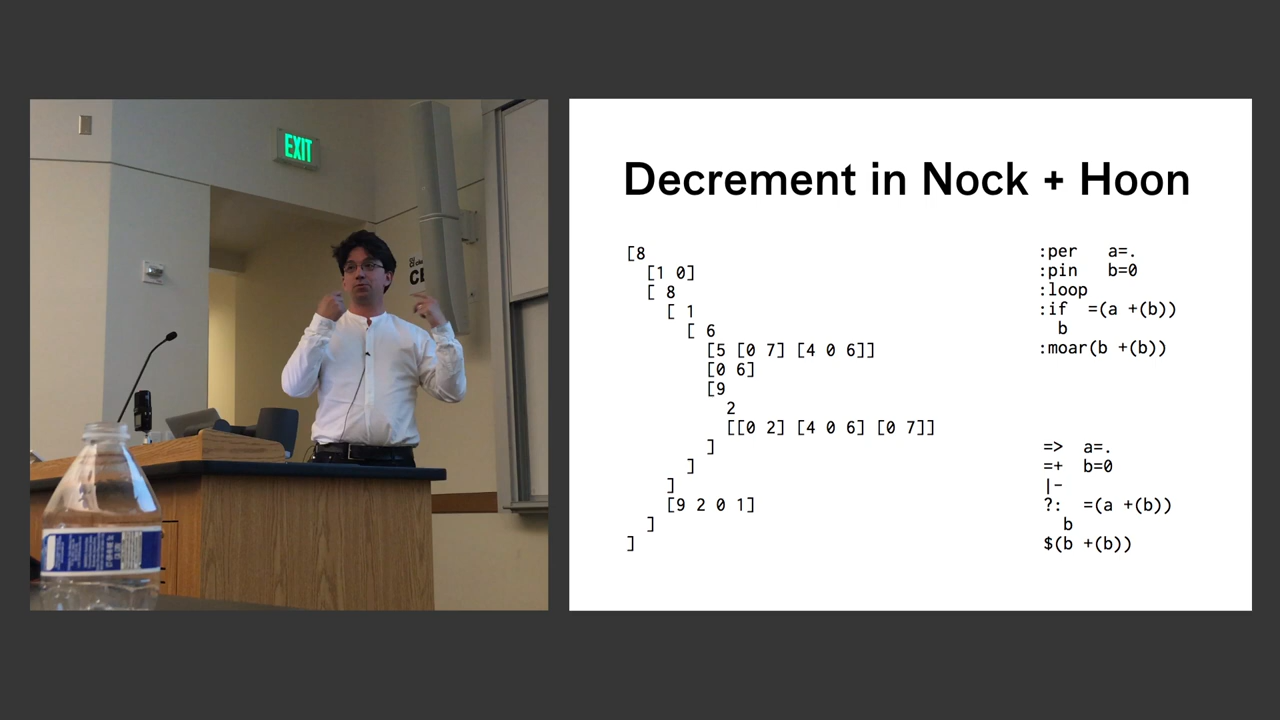 EXIT
Decrement in Nock + Hoon
[8
[1 0]
[ 8
[ 1
[ 6
[5 [0 7] [4 0 6]]
[0 6]
[9
2
[[0 2] [4 0 6] [0 7]]
]
]
]
[9 2 0 1]
]
]
:per a=.
:pin b=0
:loop
:if =(a +(b))
b
:moar(b +(b))
=> a=.
=+ b=0
|-
?: =(a +(b))
b
$(b +(b))